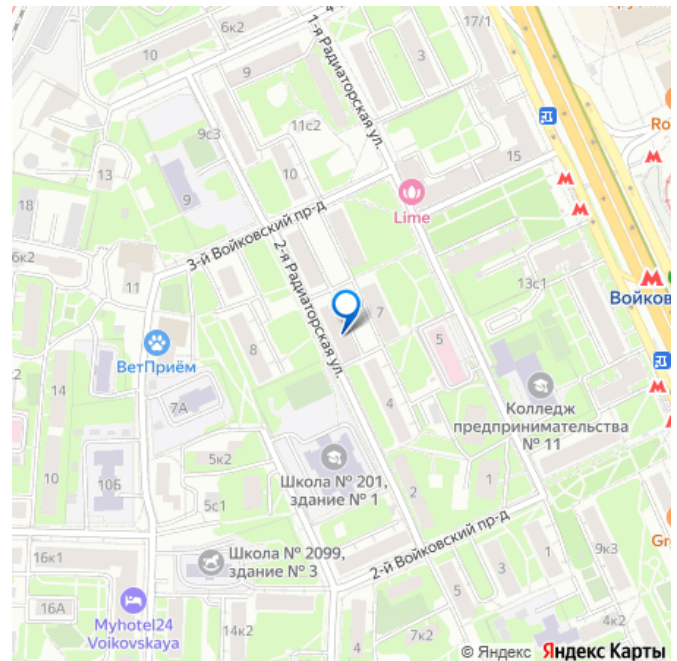 6к2
17/1
10
9
3
1-я Радиаторская ул.
Ro
9с3
11с2
15
13
10
9
Lime
18
3-й Войковский пр-д
6к2
11
2-я Радиаторская ул.
13с1
Войков
7
ВетПриём
8
5
14
7А
4
Колледж
предпринимательства
№ 11
5к2
10
10Б
Школа № 201,
здание № 1
1
5с1
2
2-й Войковский пр-д
Gr
16к1
Школа № 2099,
здание № 3
1
9к3
3
5
16А
Myhotel24
Voikovskaya
14к2
7к2
4к2
© Яндекс Яндекс Карты